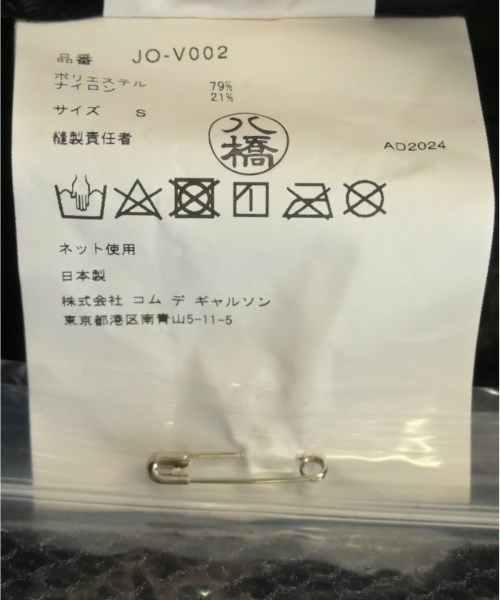 品番 JO-V002
ポリエステル 79%
ナイロン 21%
サイズ S
縫製責任者 八橋 AD2024
ネット使用
日本製
株式会社 コム デ ギャルソン
東京都港区南青山5-11-5